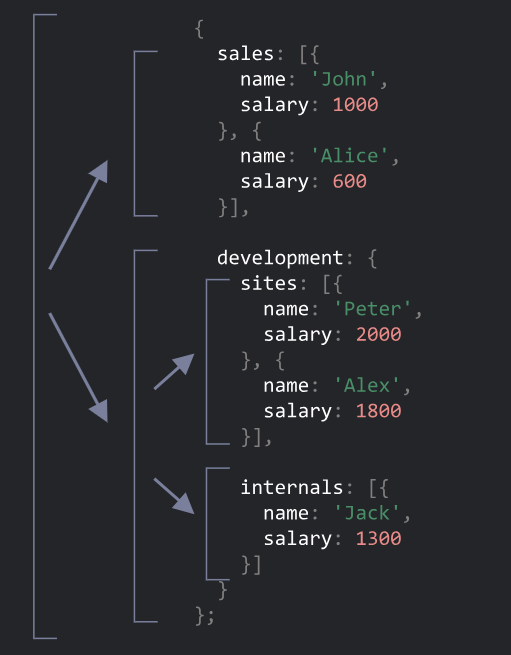 {
  sales: [{
    name: 'John',
    salary: 1000
  }, {
    name: 'Alice',
    salary: 600
  }],
  development: {
    sites: [{
      name: 'Peter',
      salary: 2000
    }, {
      name: 'Alex',
      salary: 1800
    }],
    internals: [{
      name: 'Jack',
      salary: 1300
    }]
  }
};